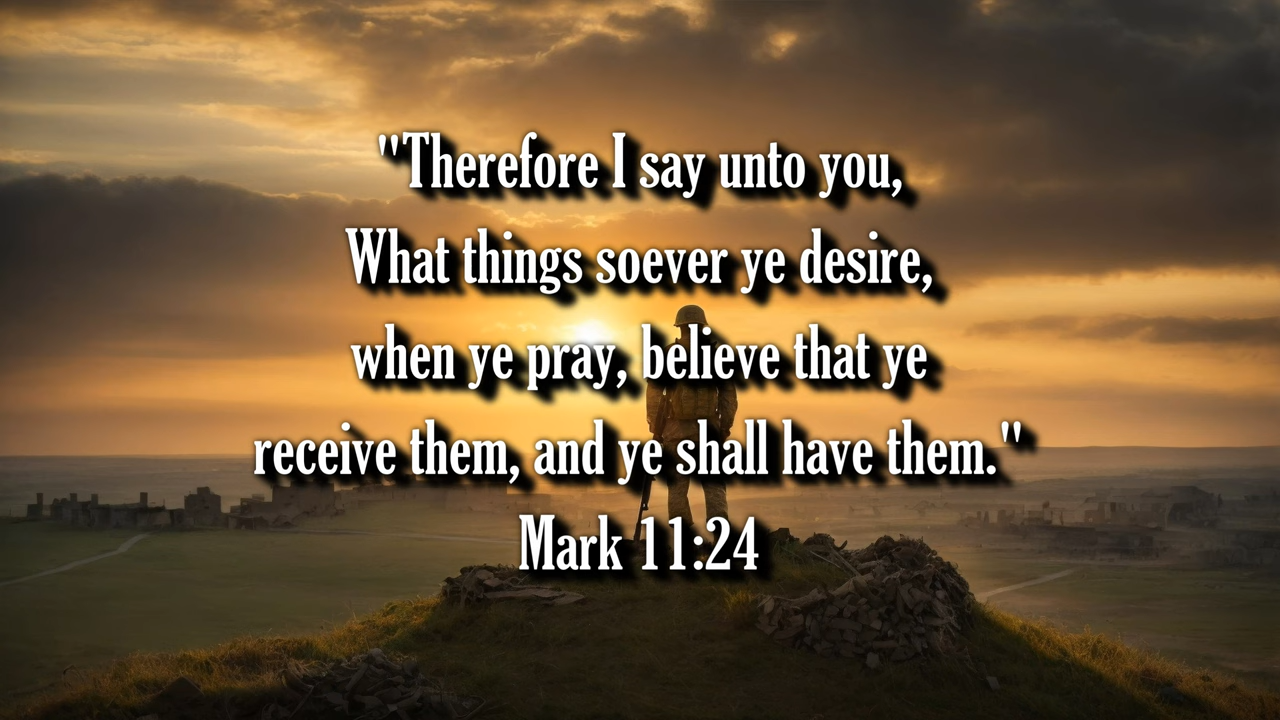 "Therefore I say unto you,
What things soever ye desire,
when ye pray, believe that ye
receive them, and ye shall have them."
Mark 11:24